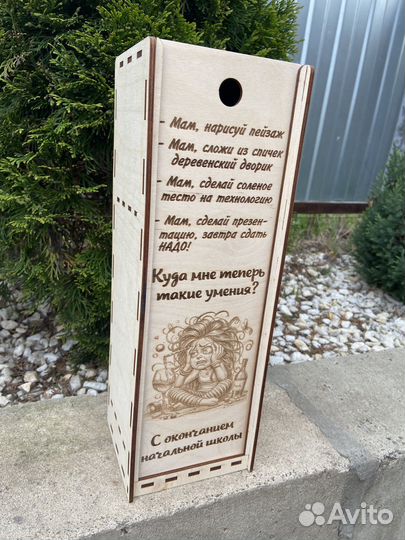 - Мам, нарисуй пейзаж
- Мам, сложи из спичек
деревенский дворик
- Мам, сделай соленое
тесто на технологию
- Мам, сделай презен-
тацию, завтра сдать
НАДО!
Куда мне теперь
такие умения?
С окончанием
начальной школы
Avito